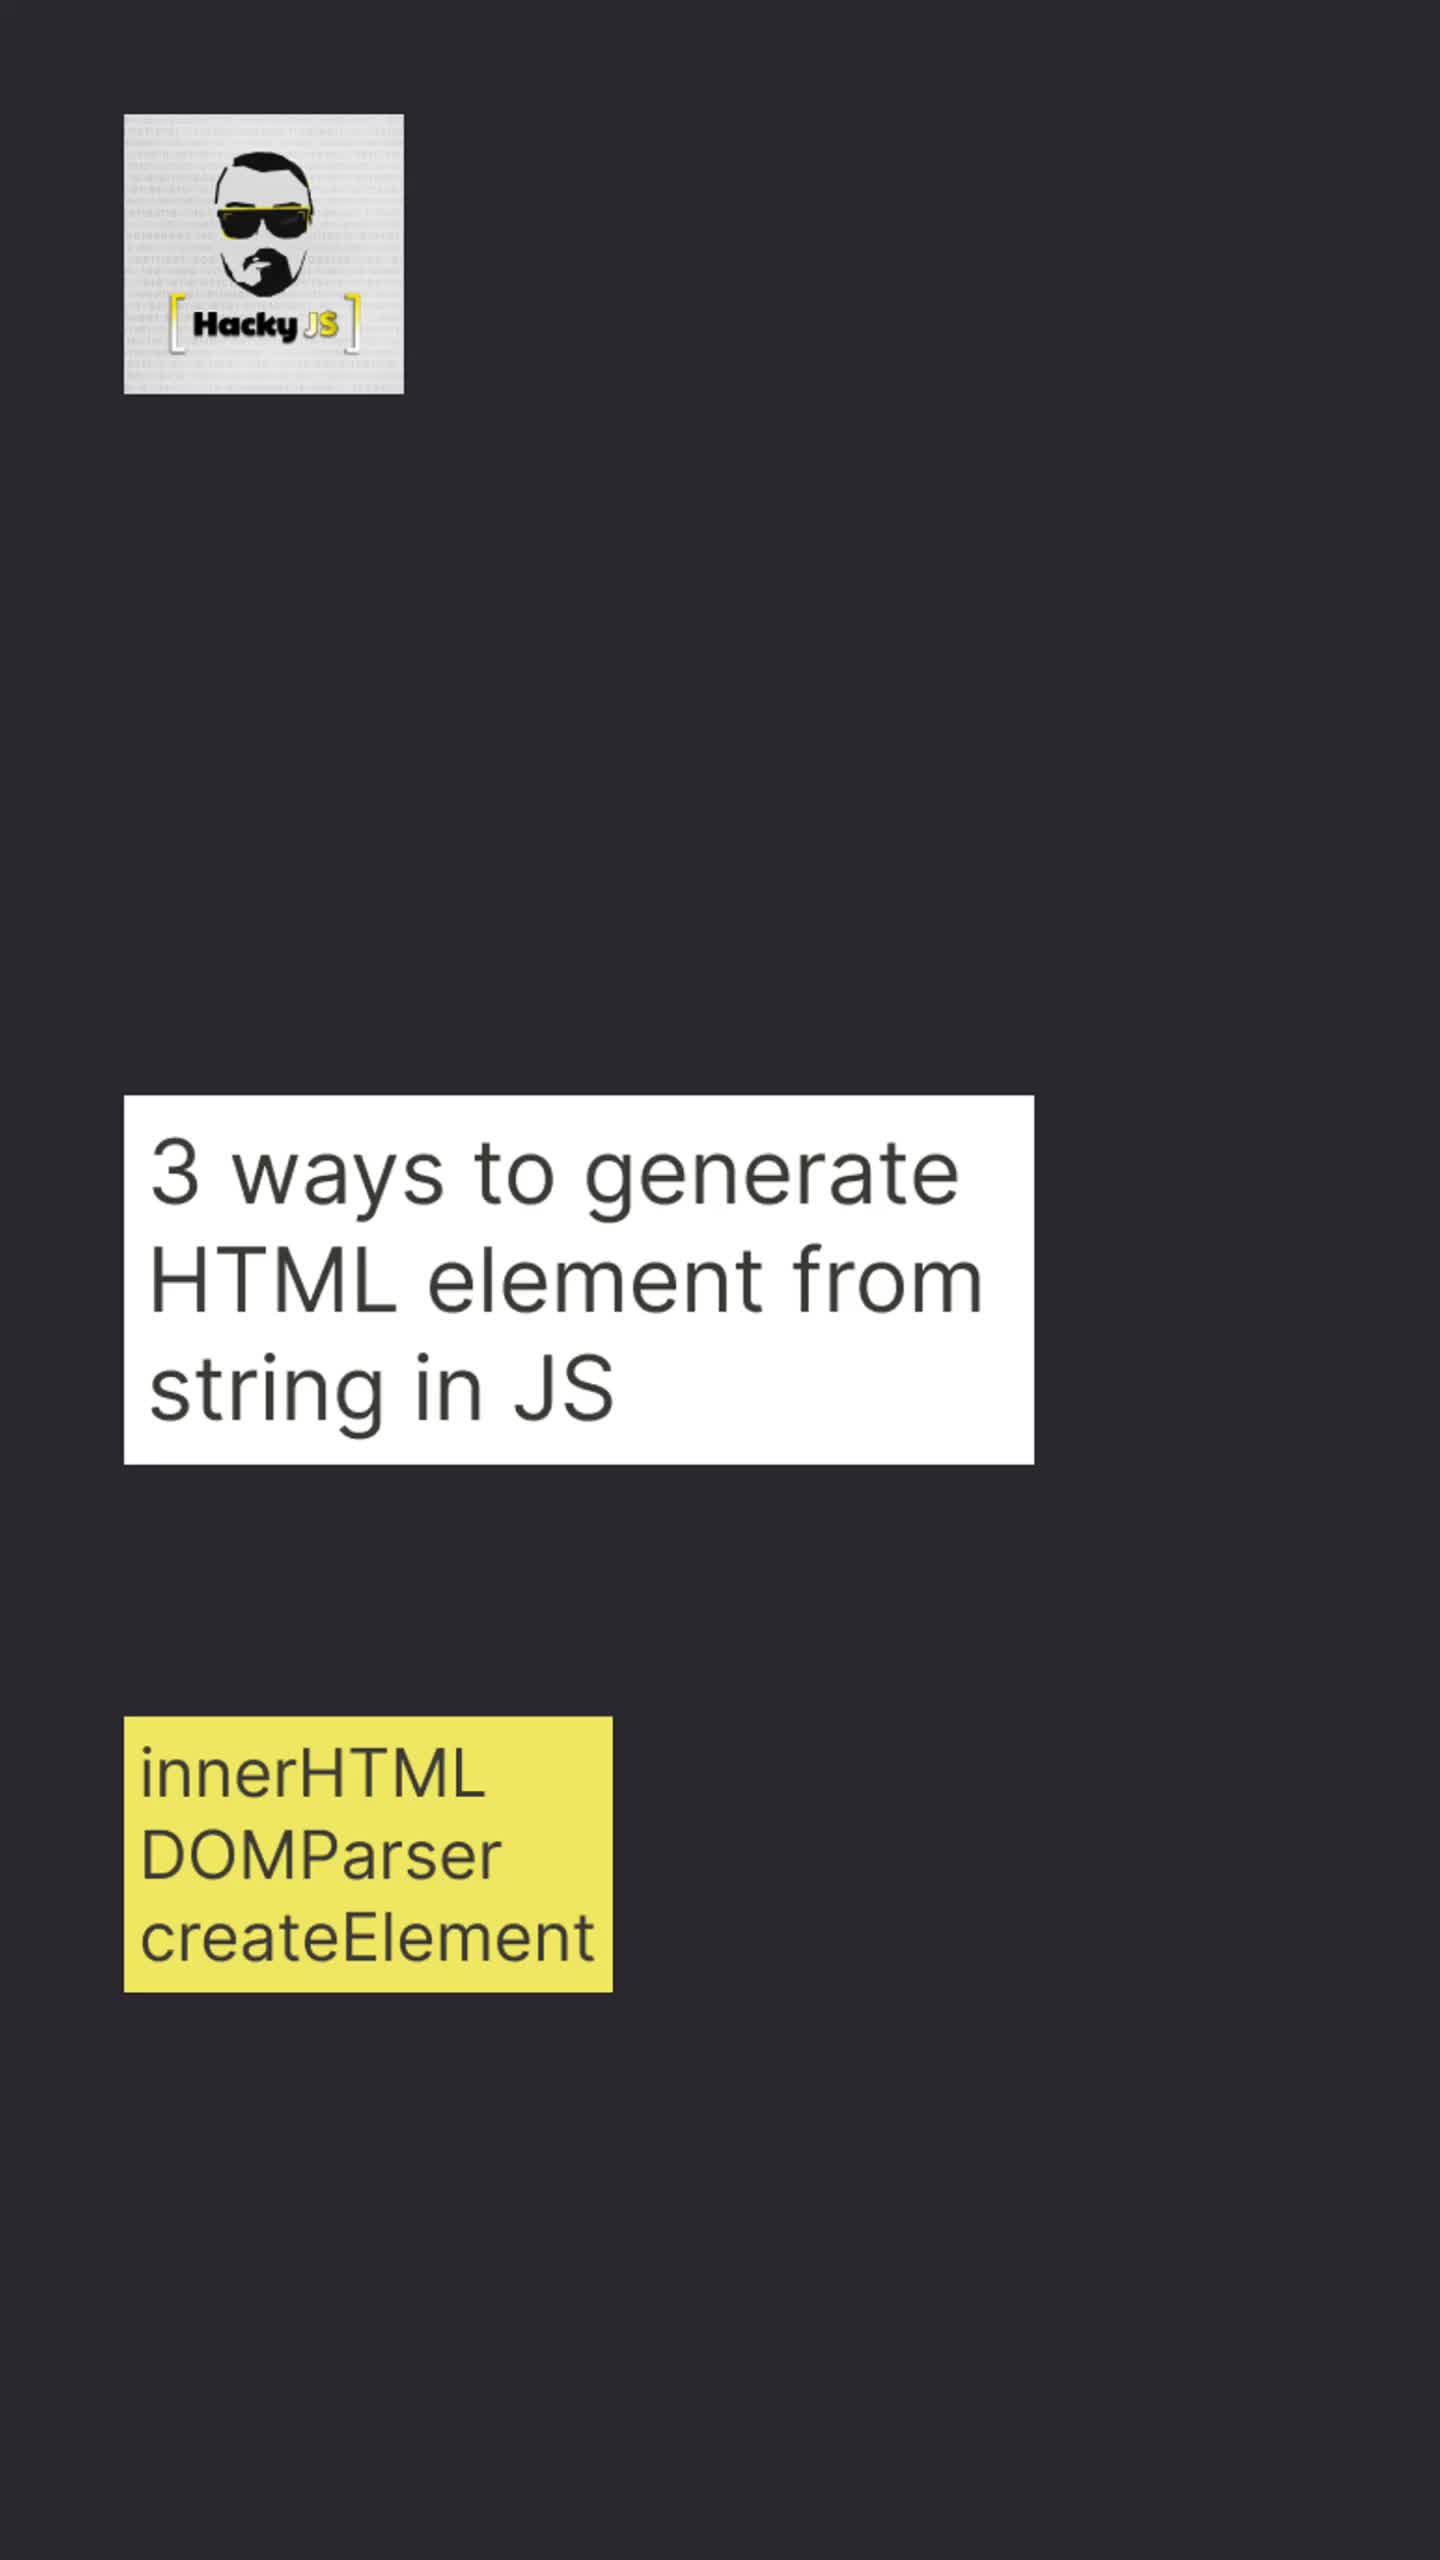 [Hacky JS]
3 ways to generate
HTML element from
string in JS
innerHTML
DOMParser
createElement